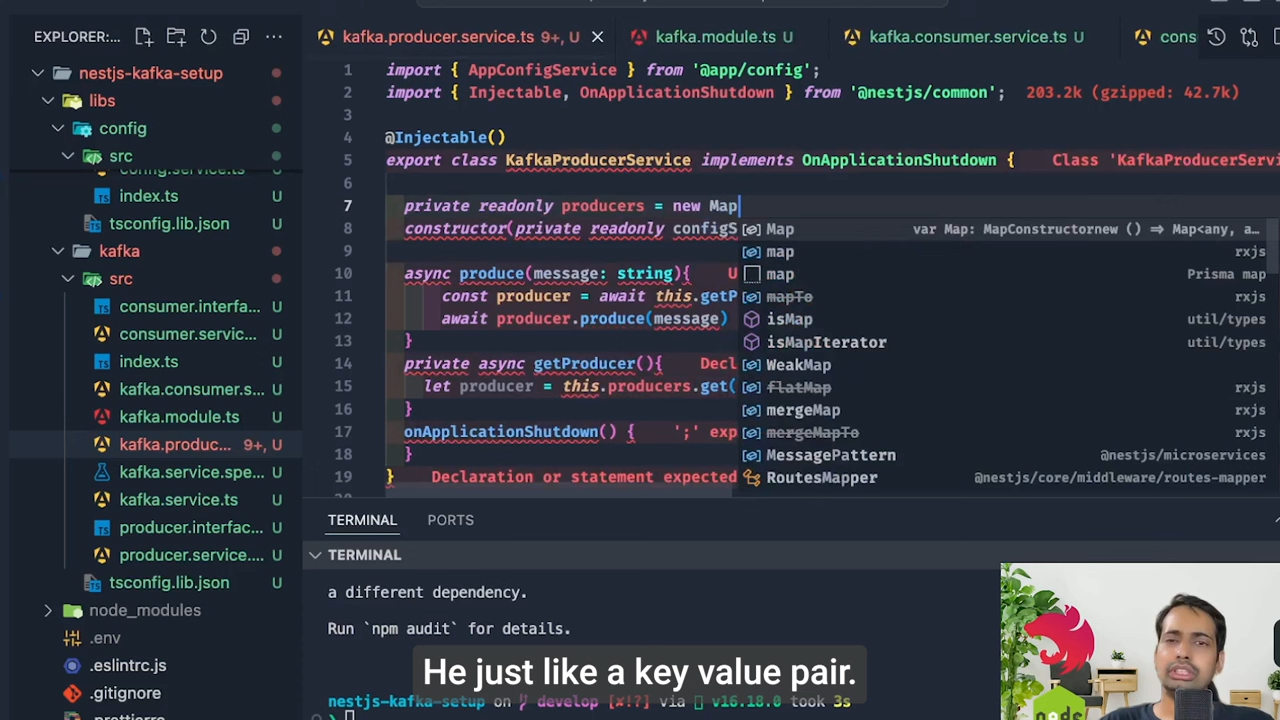 EXPLORER:...
nestjs-kafka-setup
libs
config
src
config.service.ts U
index.ts U
tsconfig.lib.json U
kafka
src
consumer.interfa... U
consumer.servic... U
index.ts U
kafka.consumer.s... U
kafka.module.ts U
kafka.produc... 9+, U
kafka.service.spe... U
kafka.service.ts U
producer.interfac... U
producer.service.... U
tsconfig.lib.json U
node_modules
.env
.eslintrc.js
.gitignore
.prettierrc
kafka.producer.service.ts 9+, U
kafka.module.ts U
kafka.consumer.service.ts U
cons
1 import { AppConfigService } from '@app/config';
2 import { Injectable, OnApplicationShutdown } from '@nestjs/common'; 203.2k (gzipped: 42.7k)
3
4 @Injectable()
5 export class KafkaProducerService implements OnApplicationShutdown { Class 'KafkaProducerServi
6
7 private readonly producers = new Map
8 constructor(private readonly configS
9
10 async produce(message: string){ U
11 const producer = await this.getP
12 await producer.produce(message)
13 }
14 private async getProducer(){ Decl
15 let producer = this.producers.get(
16 }
17 onApplicationShutdown() { ';' exp
18 }
19 } Declaration or statement expected
20
Map var Map: MapConstructornew () => Map<any, a...
map rxjs
map Prisma map
mapTo rxjs
isMap util/types
isMapIterator util/types
WeakMap
flatMap rxjs
mergeMap rxjs
mergeMapTo rxjs
MessagePattern @nestjs/microservices
RoutesMapper @nestjs/core/middleware/routes-mapper
TERMINAL PORTS
TERMINAL
a different dependency.
Run `npm audit` for details.
He just like a key value pair.
nestjs-kafka-setup on develop [✘!?] via v16.18.0 took 3s
❯